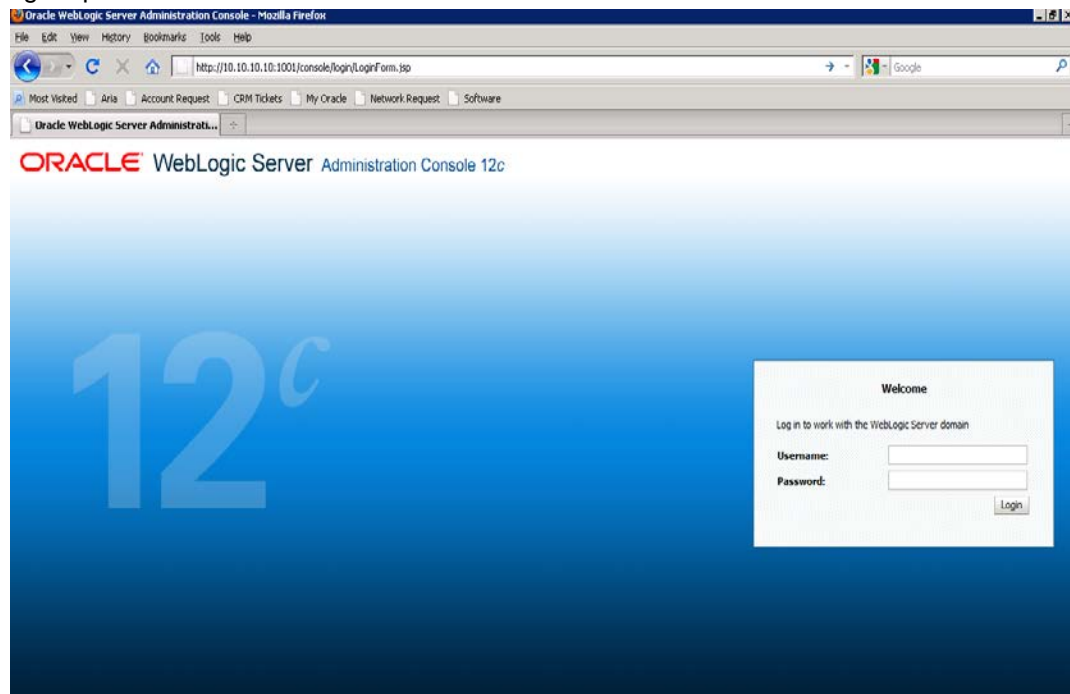 Oracle WebLogic Server Administration Console - Mozilla Firefox
File Edit View History Bookmarks Tools Help
http://10.10.10.10:1001/console/login/LoginForm.jsp Google
Most Visited Aria Account Request CRM Tickets My Oracle Network Request Software
Oracle WebLogic Server Administrati...
ORACLE WebLogic Server Administration Console 12c
12c
Welcome
Log in to work with the WebLogic Server domain
Username:
Password:
Login